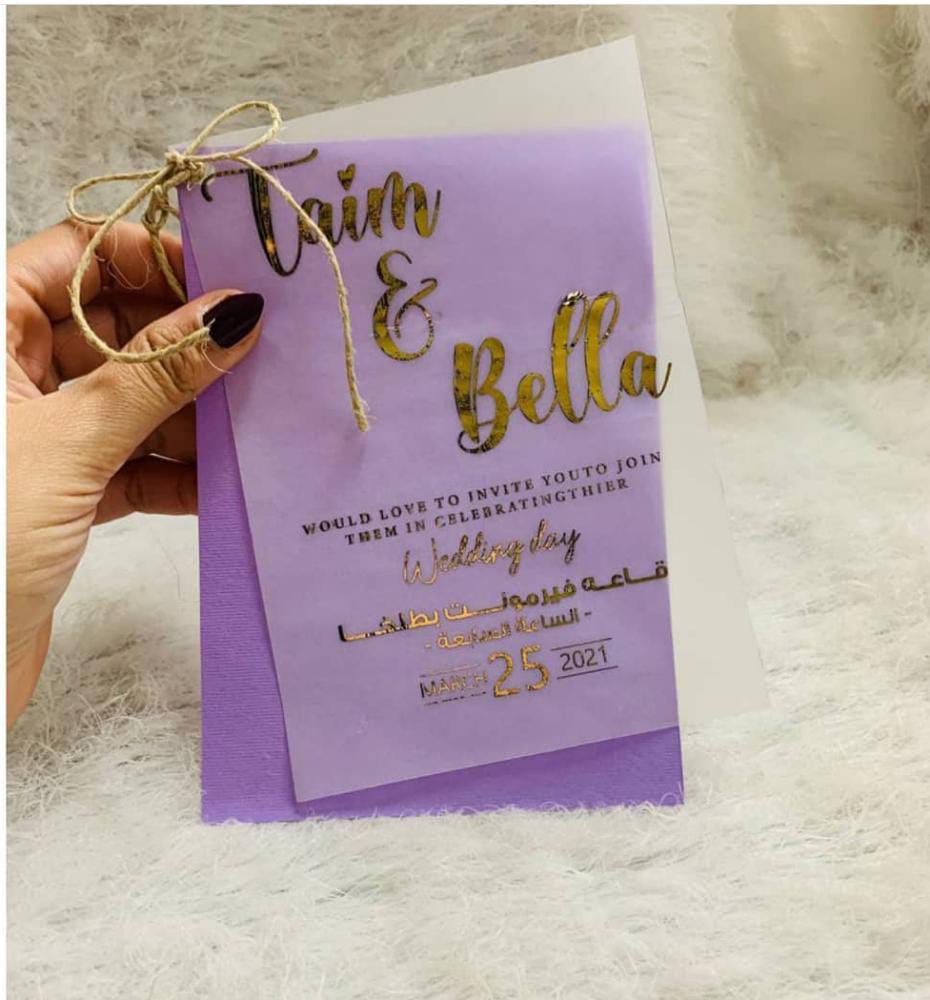 Taim
&
Bella
WOULD LOVE TO INVITE YOUTO JOIN
THEM IN CELEBRATINGTHIER
Wedding day
قاعه فيرمونت بطلخا
- الساعة السابعة -
MARCH 25 2021